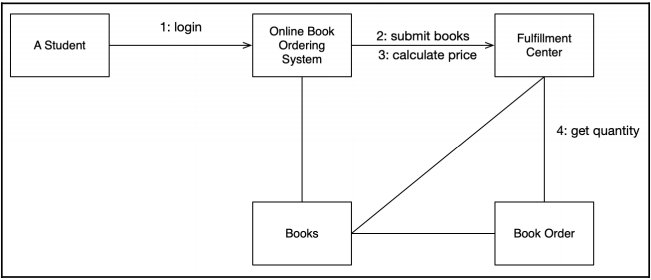 A Student
1: login
Online Book
Ordering
System
2: submit books
3: calculate price
Fulfillment
Center
4: get quantity
Books
Book Order